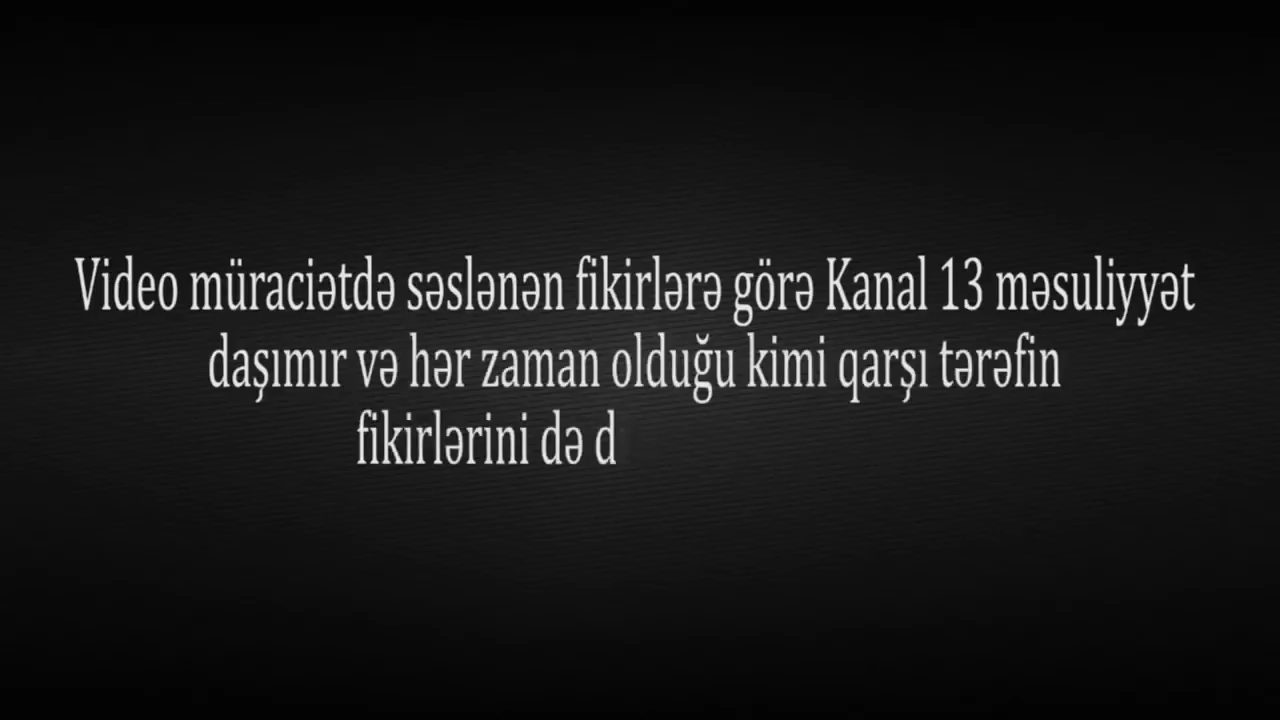 Video müraciətdə səslənən fikirlərə görə Kanal 13 məsuliyyət
daşımır və hər zaman olduğu kimi qarşı tərəfin
fikirlərini də d